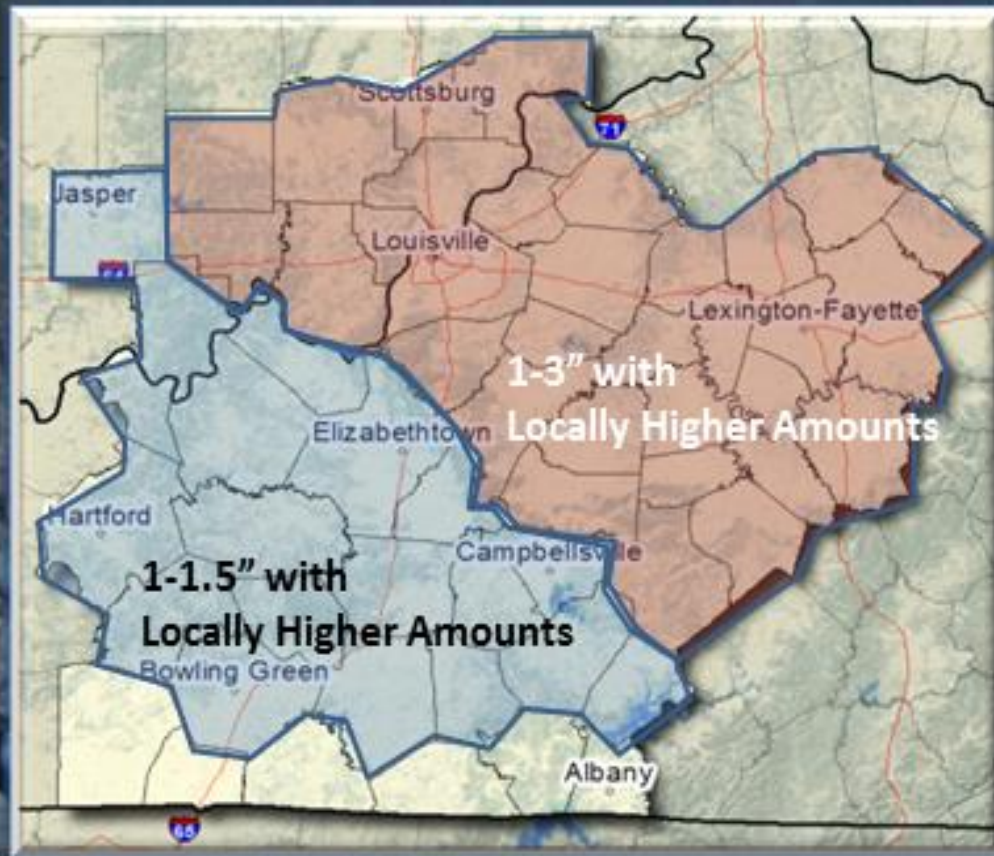 Scottsburg
71
Jasper
Louisville
64
Lexington-Fayette
1-3” with
Locally Higher Amounts
Elizabethtown
Hartford
Campbellsville
1-1.5” with
Locally Higher Amounts
Bowling Green
Albany
65